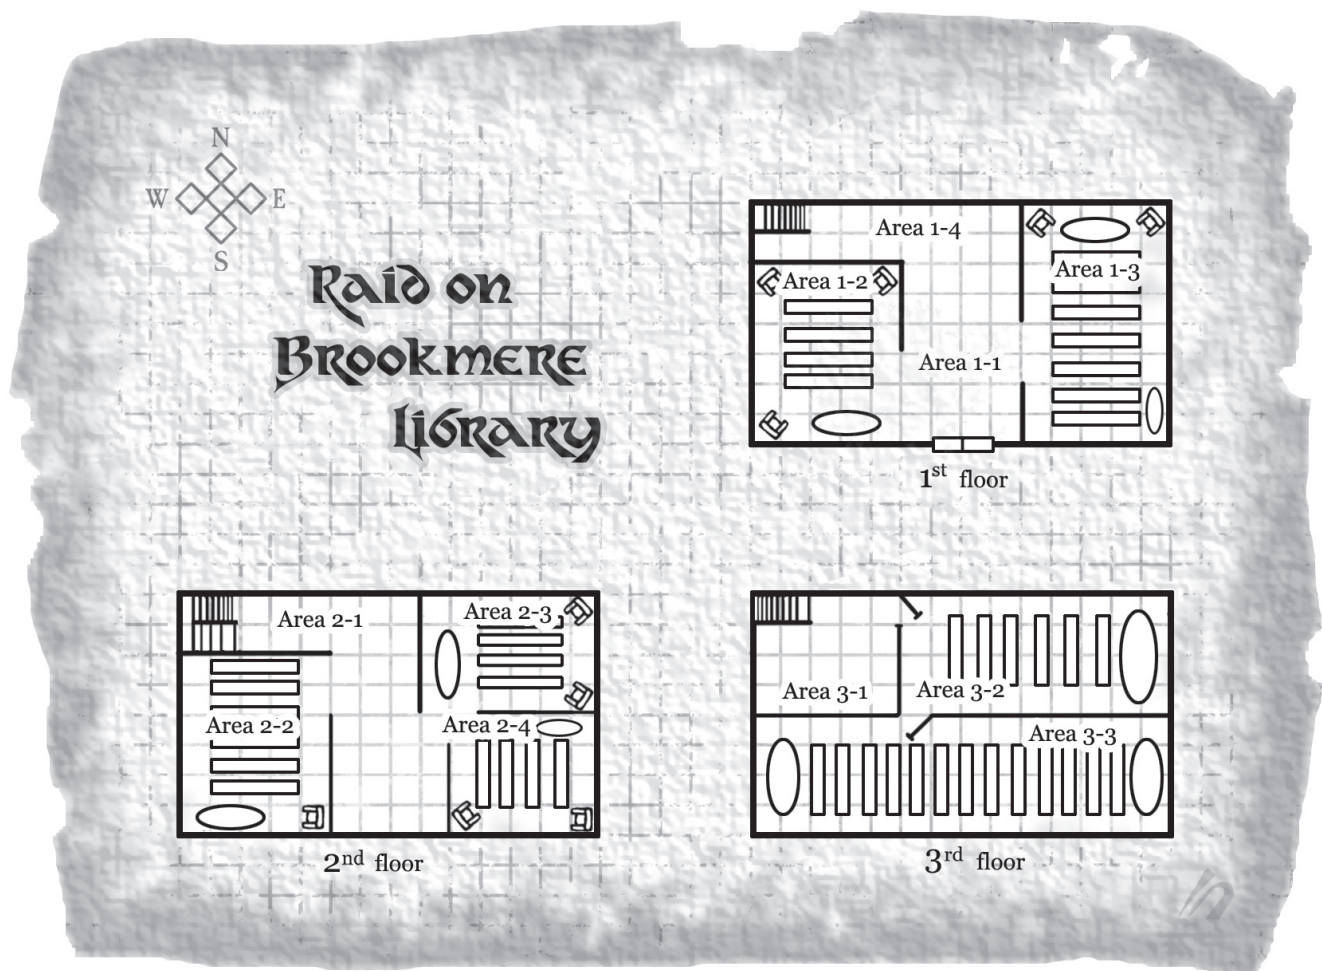 N
W E
S
Raid on
Brookmere
Library
Area 1-4
Area 1-2
Area 1-3
Area 1-1
1st floor
Area 2-1
Area 2-3
Area 2-2
Area 2-4
2nd floor
Area 3-1
Area 3-2
Area 3-3
3rd floor